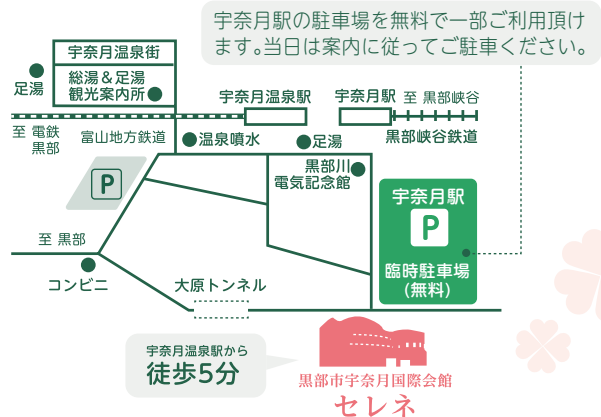 宇奈月駅の駐車場を無料で一部ご利用頂け
ます。当日は案内に従ってご駐車ください。
宇奈月温泉街
足湯
総湯＆足湯
観光案内所
宇奈月温泉駅
宇奈月駅
至 黒部峡谷
至 電鉄
黒部
富山地方鉄道
温泉噴水
足湯
黒部峡谷鉄道
黒部川
電気記念館
P
宇奈月駅
P
臨時駐車場
(無料)
至 黒部
コンビニ
大原トンネル
宇奈月温泉駅から
徒歩5分
黒部市宇奈月国際会館
セレネ